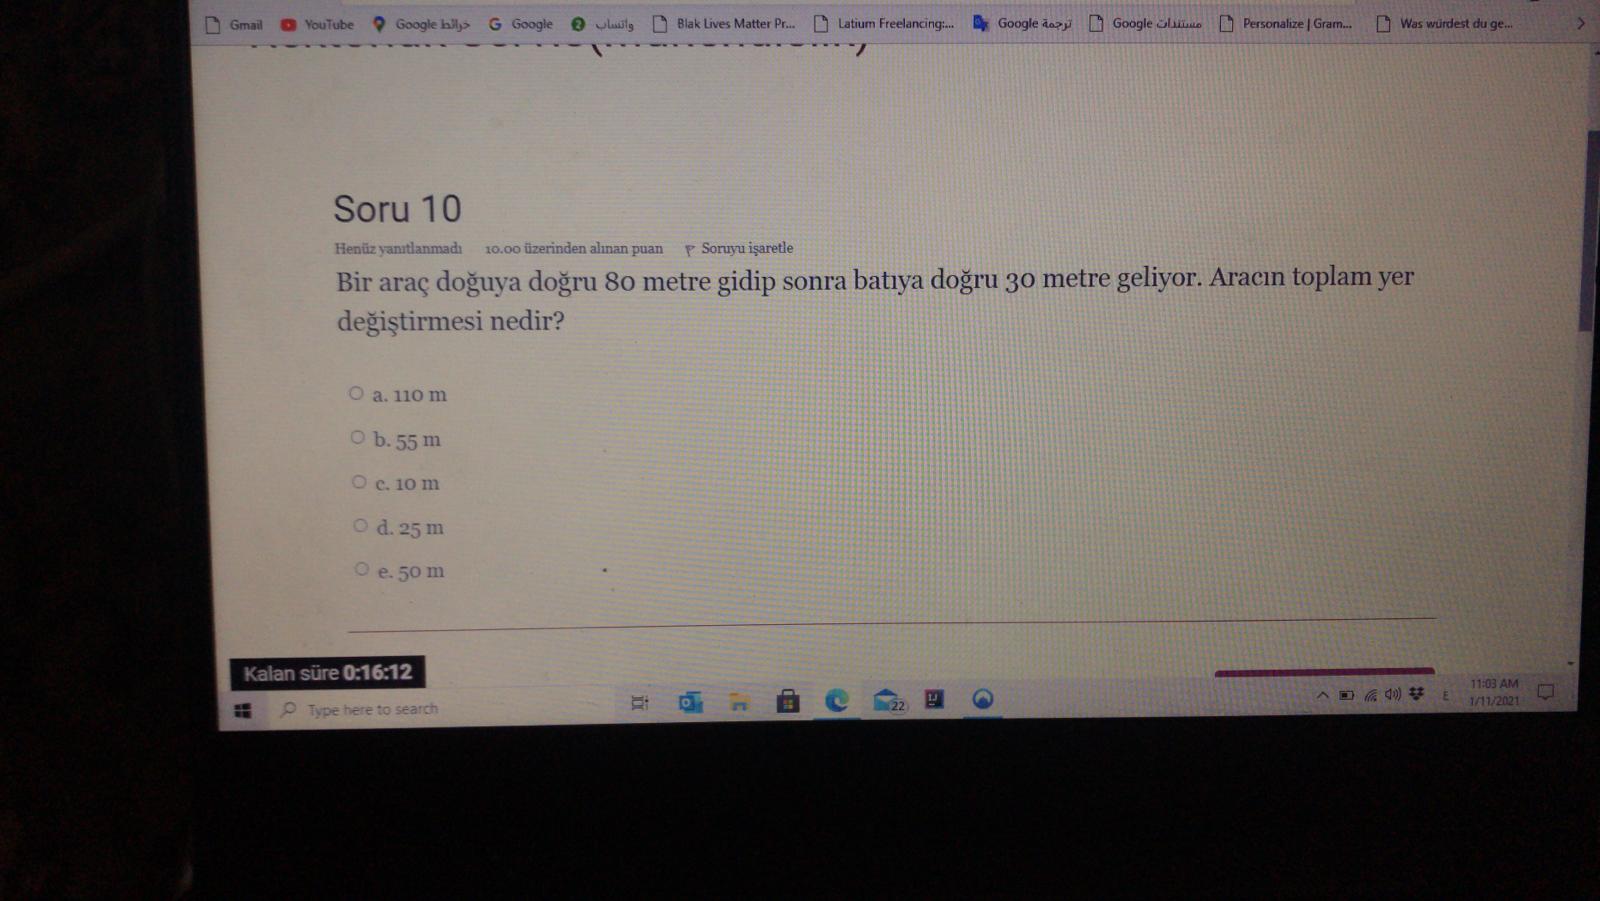 Gmail YouTube Google خرائط Google واتساب Blak Lives Matter Pr... Latium Freelancing:... Google ترجمة Google مستندات Personalize | Gram... Was würdest du ge...
Soru 10
Henüz yanıtlanmadı 10.00 üzerinden alınan puan Soruyu işaretle
Bir araç doğuya doğru 80 metre gidip sonra batıya doğru 30 metre geliyor. Aracın toplam yer
değiştirmesi nedir?
a. 110 m
b. 55 m
c. 10 m
d. 25 m
e. 50 m
Kalan süre 0:16:12
Type here to search
22
11:03 AM
1/11/2021